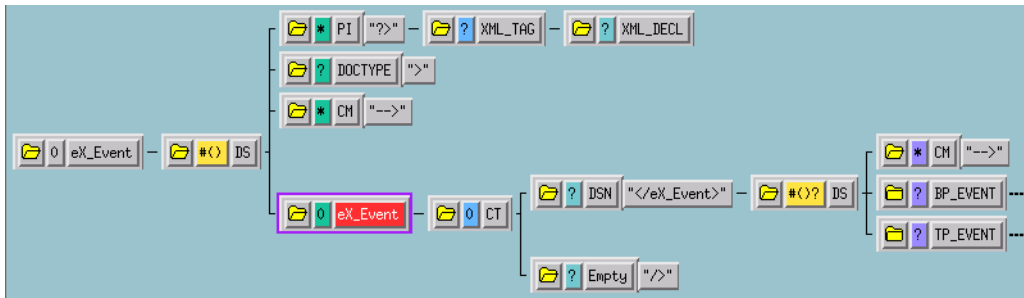 * PI "?>" ? XML_TAG ? XML_DECL
? DOCTYPE ">"
* CM "-->"
0 eX_Event #() DS
* CM "-->"
? DSN "</eX_Event>" #()? DS ? BP_EVENT
0 eX_Event 0 CT
? TP_EVENT
? Empty "/>"